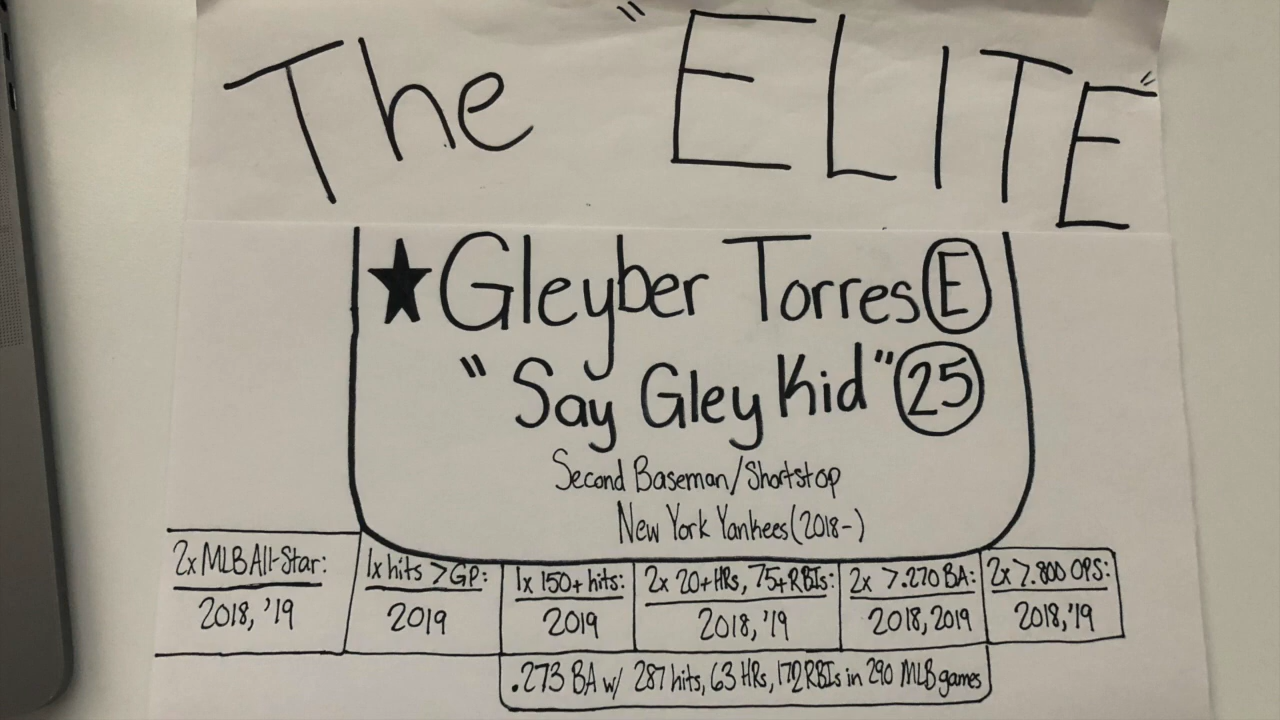 The "ELITE"
★Gleyber Torres E
"Say Gley Kid" 25
Second Baseman/Shortstop
New York Yankees (2018-)
2x MLB All-Star:
2018, '19
1x hits > GP:
2019
1x 150+ hits:
2019
2x 20+ HRs, 75+ RBIs:
2018, '19
2x >.270 BA:
2018, 2019
2x >.800 OPS:
2018, '19
.273 BA w/ 287 hits, 63 HRs, 172 RBIs in 290 MLB games